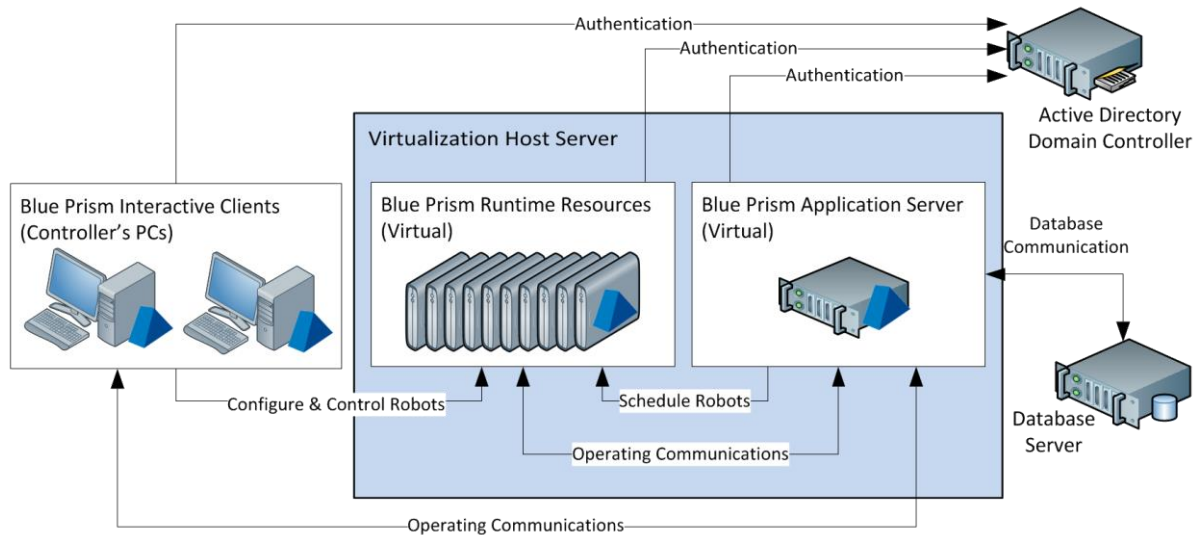 Authentication
Authentication
Authentication
Active Directory
Domain Controller
Virtualization Host Server
Blue Prism Interactive Clients
(Controller's PCs)
Blue Prism Runtime Resources
(Virtual)
Blue Prism Application Server
(Virtual)
Database
Communication
Configure & Control Robots
Schedule Robots
Database
Server
Operating Communications
Operating Communications